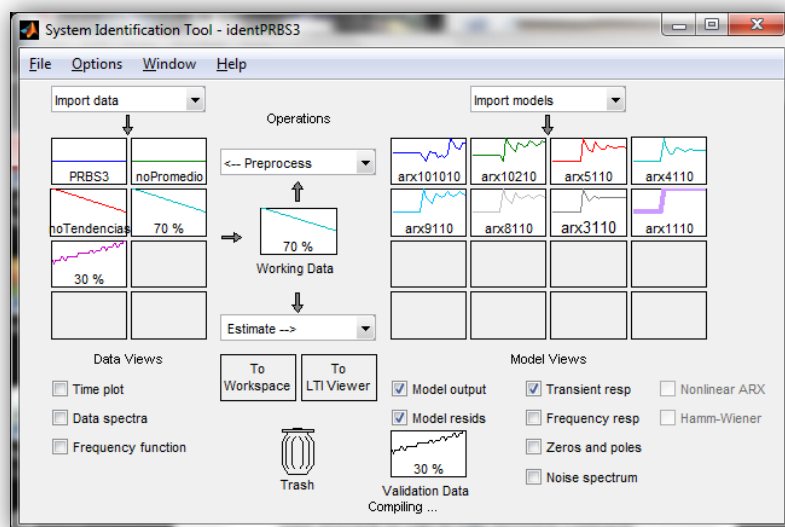 System Identification Tool - identPRBS3
File Options Window Help
Import data
Import models
Operations
PRBS3
noPromedio
<-- Preprocess
arx101010
arx10210
arx5110
arx4110
noTendencias
70 %
70 %
arx9110
arx8110
arx3110
arx1110
30 %
Working Data
Estimate -->
Data Views
Model Views
To Workspace
To LTI Viewer
Time plot
Model output
Transient resp
Nonlinear ARX
Data spectra
Model resids
Frequency resp
Hamm-Wiener
Frequency function
Zeros and poles
30 %
Noise spectrum
Trash
Validation Data
Compiling ...